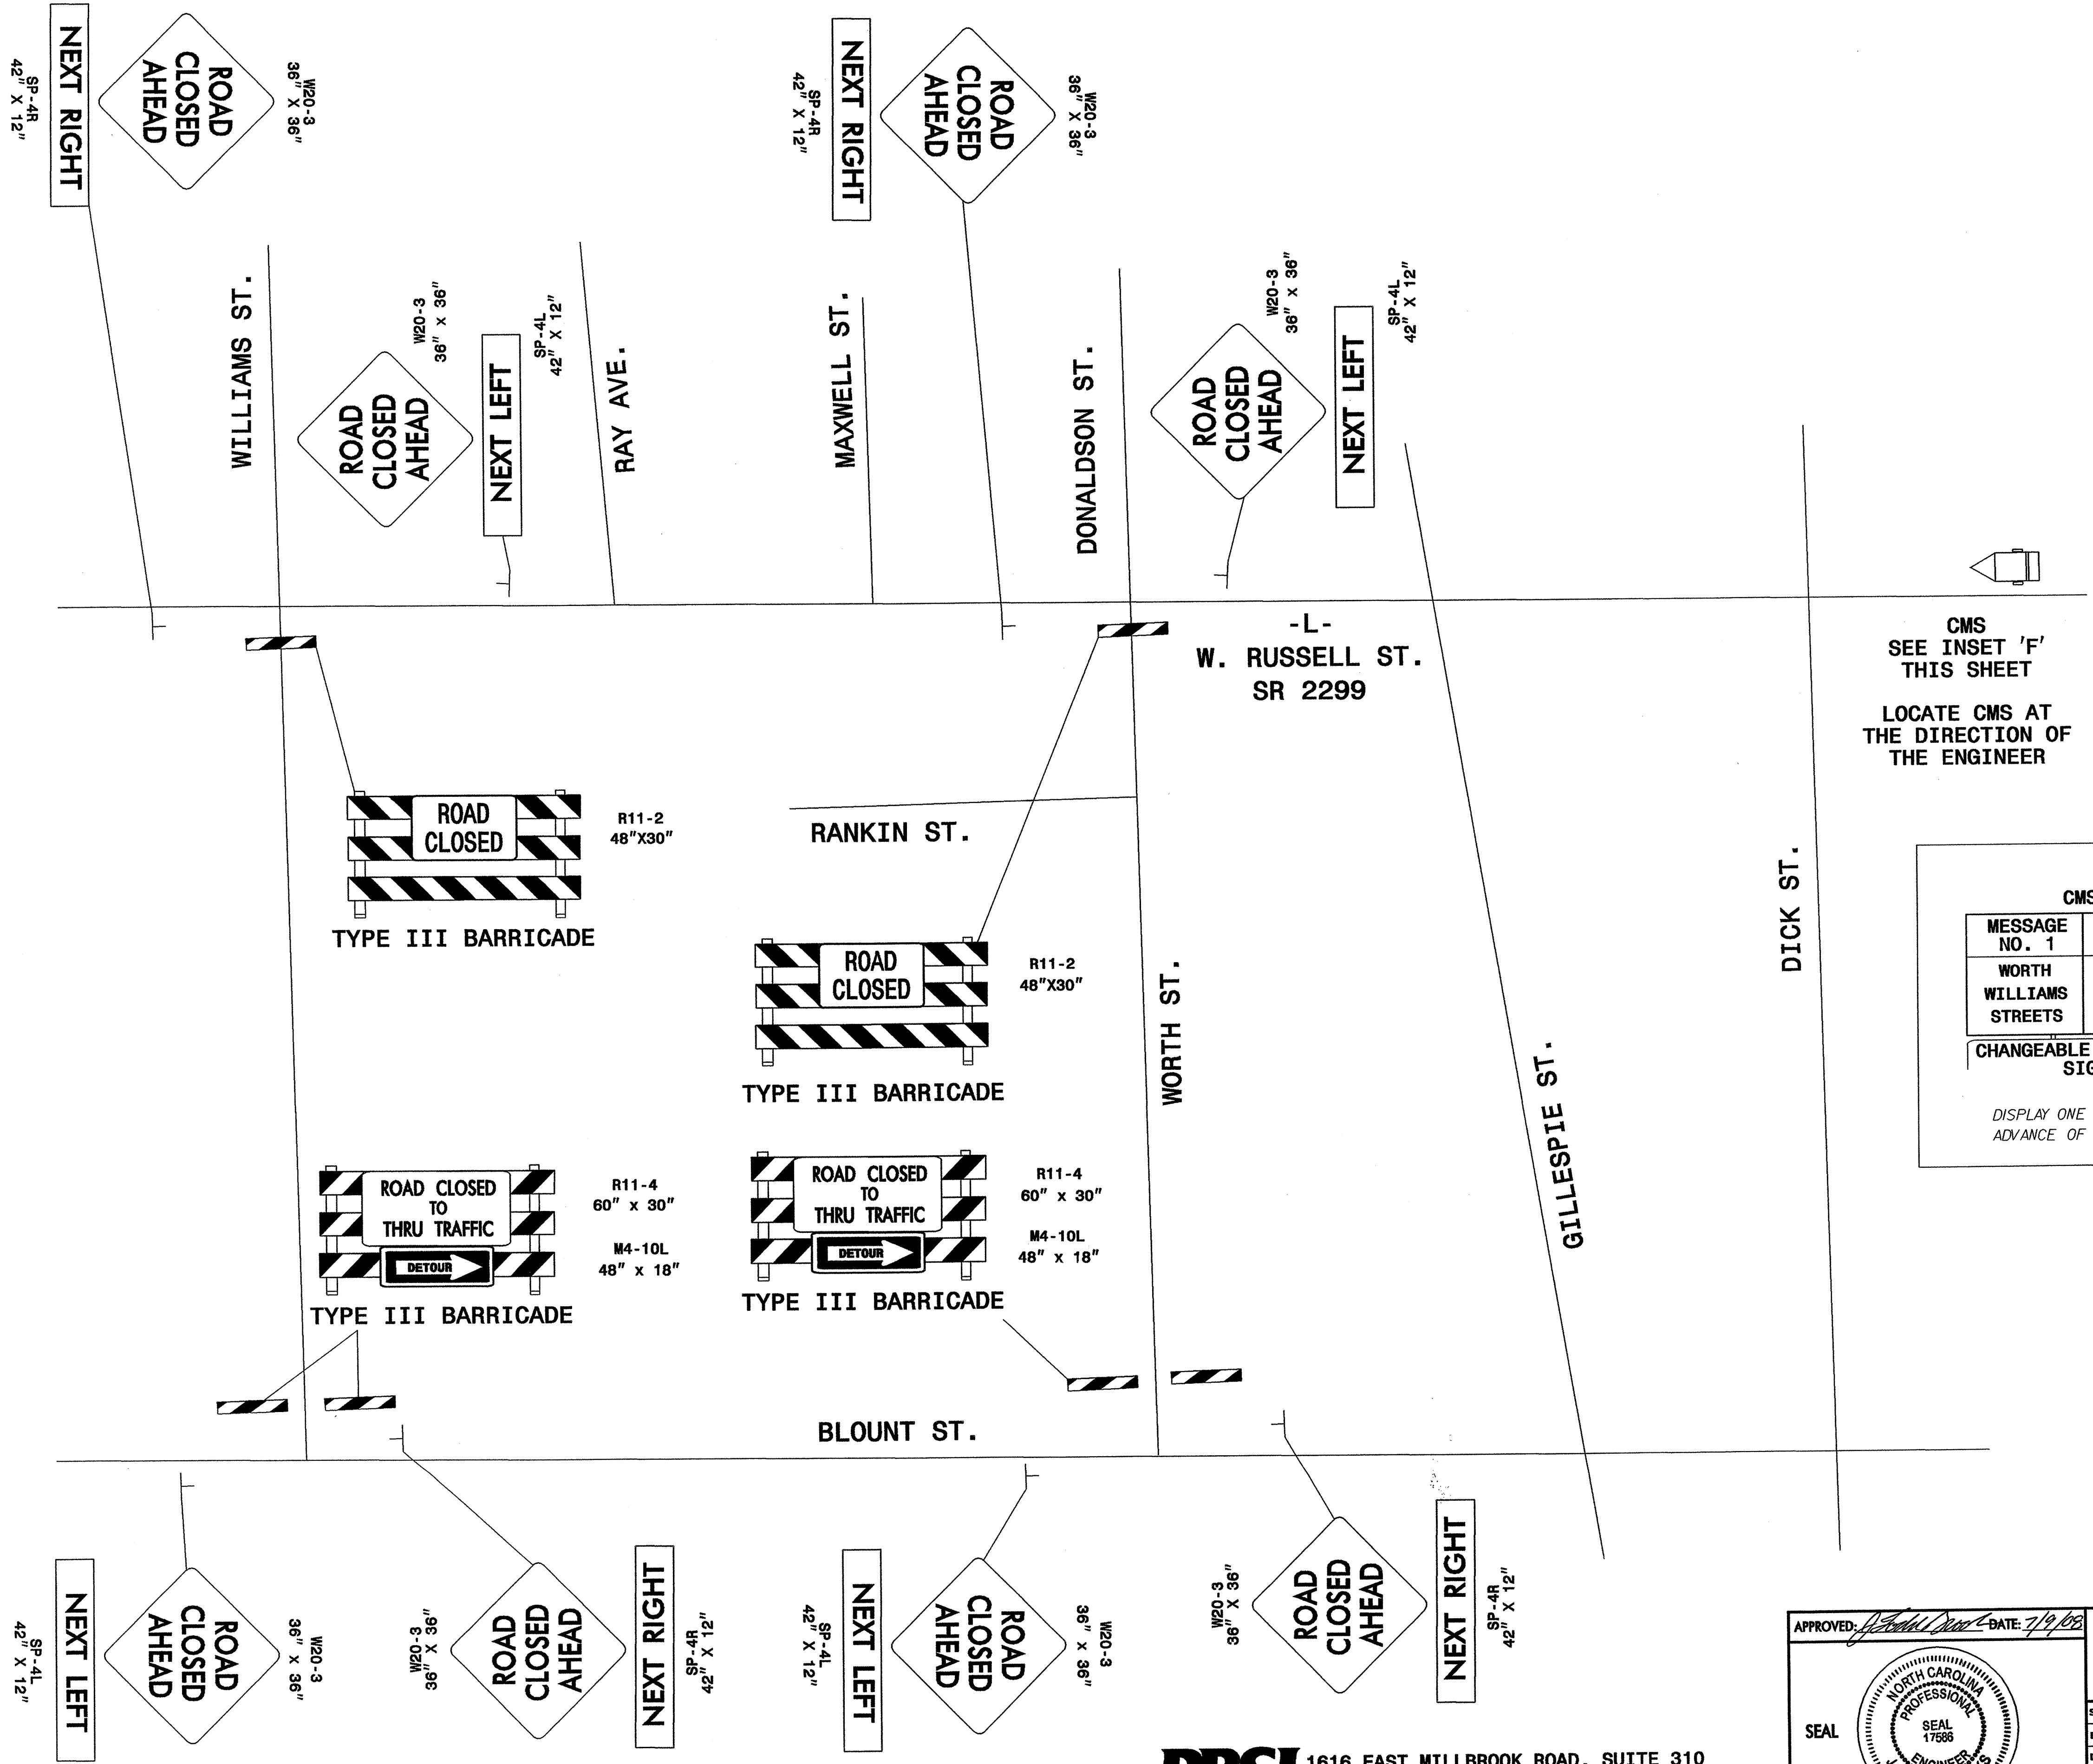 NEXT RIGHT
SP-4R
42" X 12"
ROAD
CLOSED
AHEAD
W20-3
36" X 36"
NEXT RIGHT
SP-4R
42" X 12"
ROAD
CLOSED
AHEAD
W20-3
36" X 36"
WILLIAMS ST.
ROAD
CLOSED
AHEAD
W20-3
36" x 36"
NEXT LEFT
SP-4L
42" X 12"
RAY AVE.
MAXWELL ST.
DONALDSON ST.
ROAD
CLOSED
AHEAD
W20-3
36" x 36"
NEXT LEFT
SP-4L
42" X 12"
-L-
W. RUSSELL ST.
SR 2299
CMS
SEE INSET 'F'
THIS SHEET
LOCATE CMS AT
THE DIRECTION OF
THE ENGINEER
ROAD
CLOSED
R11-2
48"X30"
TYPE III BARRICADE
RANKIN ST.
ROAD
CLOSED
R11-2
48"X30"
TYPE III BARRICADE
WORTH ST.
GILLESPIE ST.
DICK ST.
CMS
MESSAGE
NO. 1
WORTH
WILLIAMS
STREETS
CHANGEABLE
DISPLAY ONE
ADVANCE OF
ROAD CLOSED
TO
THRU TRAFFIC
DETOUR
R11-4
60" x 30"
M4-10L
48" x 18"
TYPE III BARRICADE
ROAD CLOSED
TO
THRU TRAFFIC
DETOUR
R11-4
60" x 30"
M4-10L
48" x 18"
TYPE III BARRICADE
BLOUNT ST.
NEXT LEFT
SP-4L
42" X 12"
ROAD
CLOSED
AHEAD
W20-3
36" x 36"
W20-3
36" x 36"
ROAD
CLOSED
AHEAD
NEXT RIGHT
SP-4R
42" X 12"
SP-4L
42" X 12"
NEXT LEFT
ROAD
CLOSED
AHEAD
W20-3
36" x 36"
W20-3
36" X 36"
ROAD
CLOSED
AHEAD
NEXT RIGHT
SP-4R
42" X 12"
1616 EAST MILLBROOK ROAD, SUITE 310
APPROVED: DATE: 7/9/08
SEAL
NORTH CAROLINA
PROFESSIONAL
SEAL
17586
ENGINEER